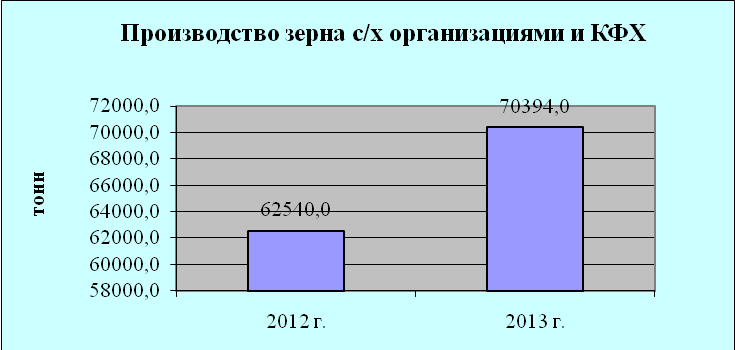 Производство зерна с/х организациями и КФХ
тонн
72000,0
70000,0
68000,0
66000,0
64000,0
62000,0
60000,0
58000,0
62540,0
70394,0
2012 г.
2013 г.